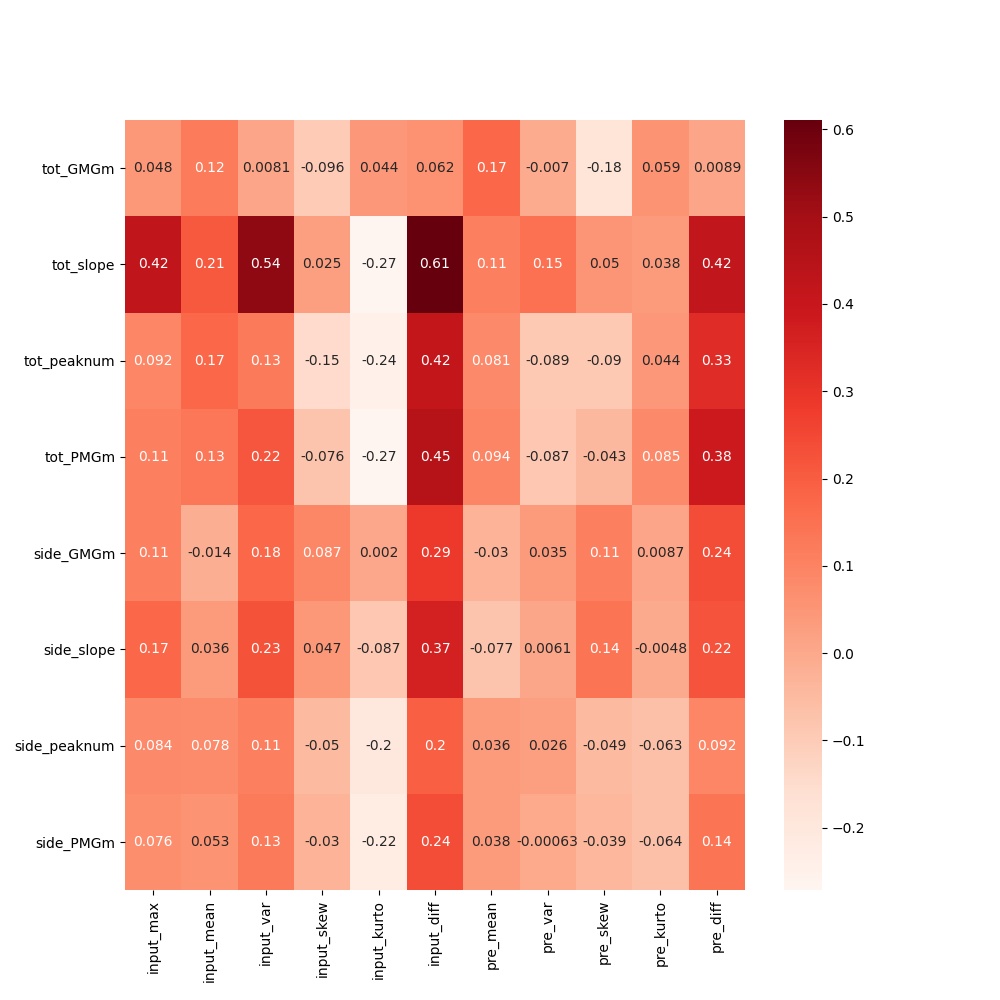 tot_GMGm 0.048 0.12 0.0081 -0.096 0.044 0.062 0.17 -0.007 -0.18 0.059 0.0089
tot_slope 0.42 0.21 0.54 0.025 -0.27 0.61 0.11 0.15 0.05 0.038 0.42
tot_peaknum 0.092 0.17 0.13 -0.15 -0.24 0.42 0.081 -0.089 -0.09 0.044 0.33
tot_PMGm 0.11 0.13 0.22 -0.076 -0.27 0.45 0.094 -0.087 -0.043 0.085 0.38
side_GMGm 0.11 -0.014 0.18 0.087 0.002 0.29 -0.03 0.035 0.11 0.0087 0.24
side_slope 0.17 0.036 0.23 0.047 -0.087 0.37 -0.077 0.0061 0.14 -0.0048 0.22
side_peaknum 0.084 0.078 0.11 -0.05 -0.2 0.2 0.036 0.026 -0.049 -0.063 0.092
side_PMGm 0.076 0.053 0.13 -0.03 -0.22 0.24 0.038 -0.00063 -0.039 -0.064 0.14
input_max
input_mean
input_var
input_skew
input_kurto
input_diff
pre_mean
pre_var
pre_skew
pre_kurto
pre_diff
0.6
0.5
0.4
0.3
0.2
0.1
0.0
−0.1
−0.2